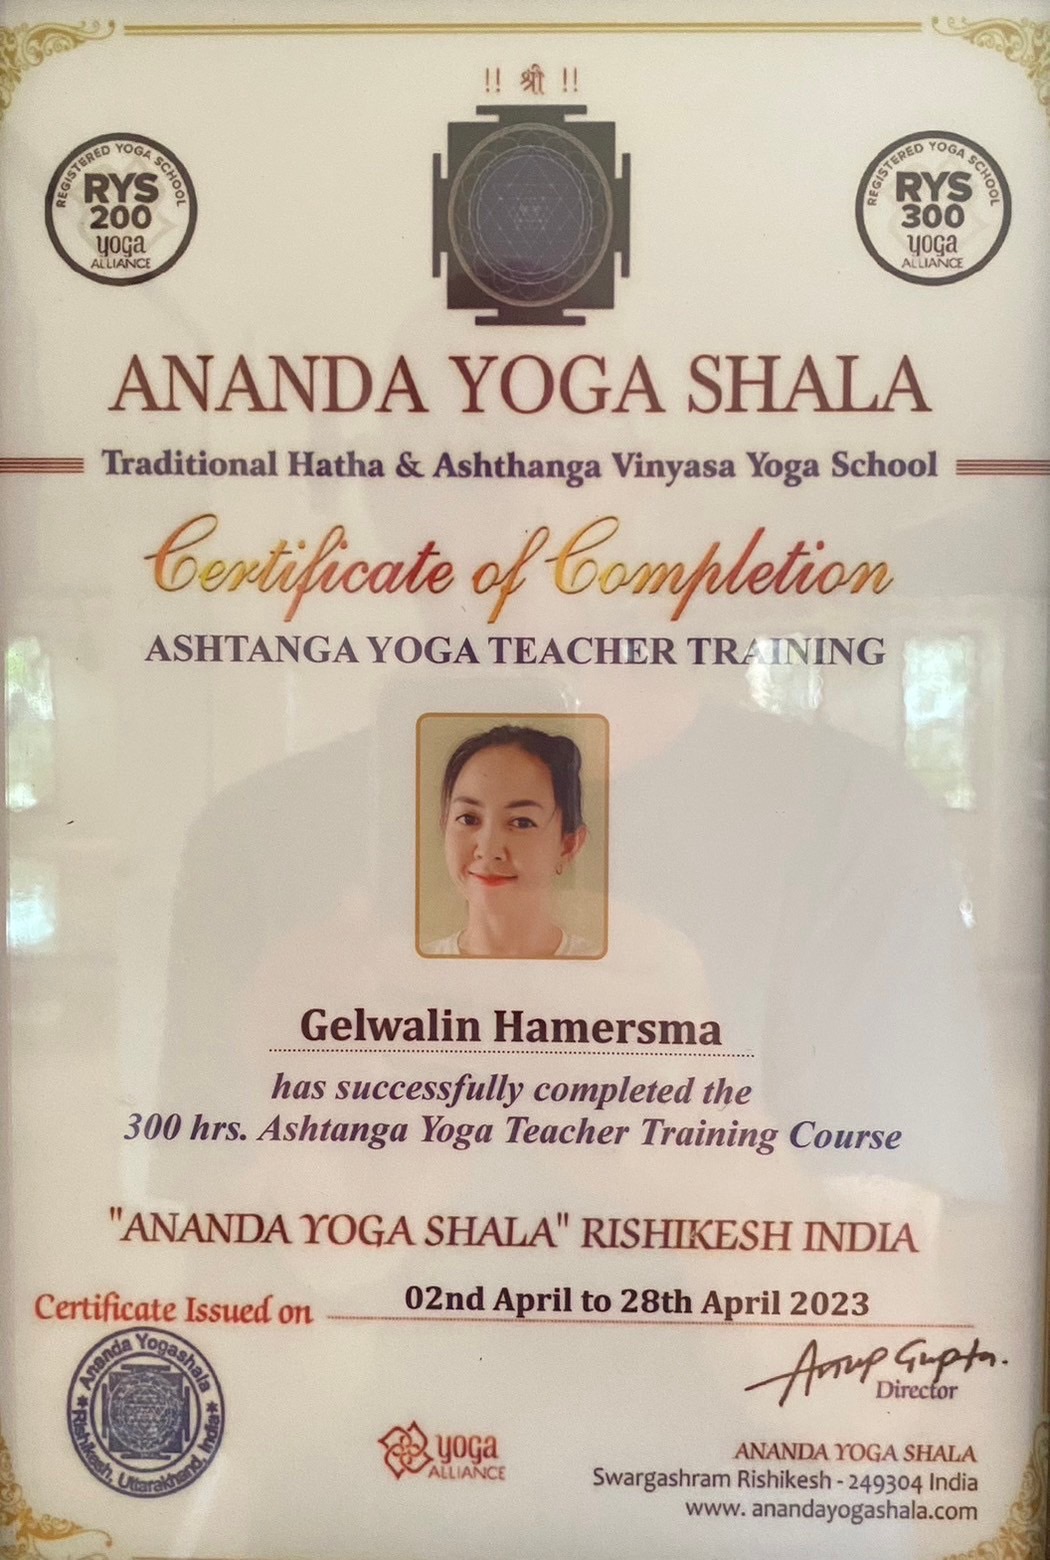 !! श्री !!
REGISTERED YOGA SCHOOL
RYS
200
yoga
ALLIANCE
REGISTERED YOGA SCHOOL
RYS
300
yoga
ALLIANCE
ANANDA YOGA SHALA
Traditional Hatha & Ashthanga Vinyasa Yoga School
Certificate of Completion
ASHTANGA YOGA TEACHER TRAINING
Gelwalin Hamersma
has successfully completed the
300 hrs. Ashtanga Yoga Teacher Training Course
"ANANDA YOGA SHALA" RISHIKESH INDIA
Certificate Issued on 02nd April to 28th April 2023
Ananda Yogashala
Rishikesh, Uttarakhand, India
Anup Gupta.
Director
yoga
ALLIANCE
ANANDA YOGA SHALA
Swargashram Rishikesh - 249304 India
www. anandayogashala.com